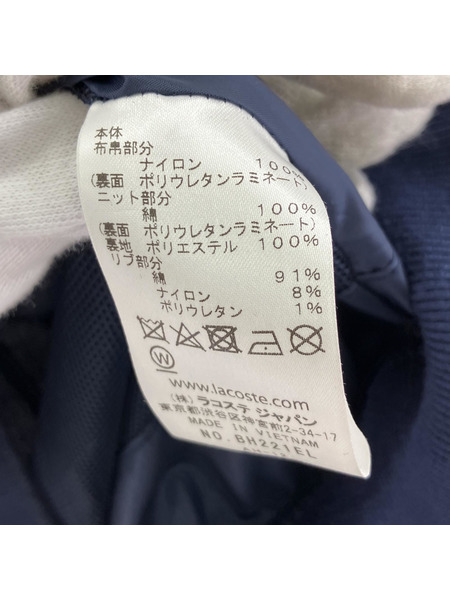 本体
布帛部分
ナイロン 100%
(裏面 ポリウレタンラミネート)
ニット部分
綿 100%
(裏面 ポリウレタンラミネート)
裏地 ポリエステル 100%
リブ部分
綿 91%
ナイロン 8%
ポリウレタン 1%
W
www.lacoste.com
(株) ラコステ ジャパン
東京都渋谷区神宮前2-34-17
MADE IN VIETNAM
NO. BH221EL